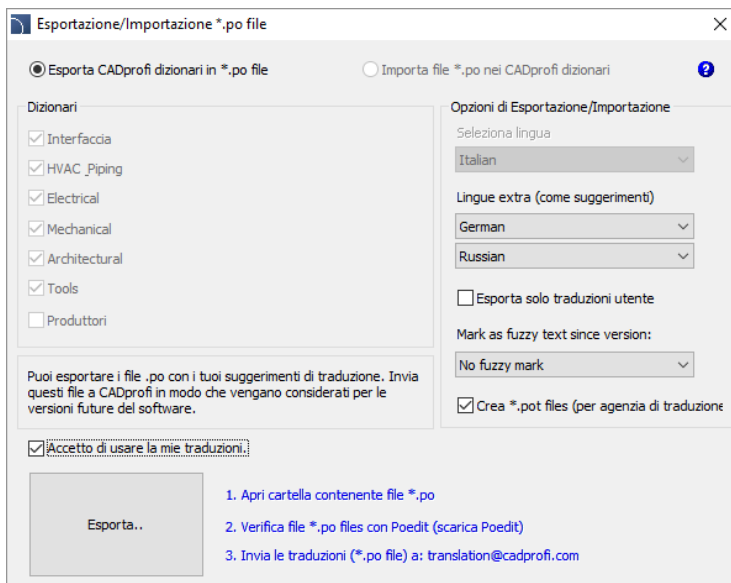 Esportazione/Importazione *.po file
Esporta CADprofi dizionari in *.po file
Importa file *.po nei CADprofi dizionari
?
Dizionari
Interfaccia
HVAC_Piping
Electrical
Mechanical
Architectural
Tools
Produttori
Opzioni di Esportazione/Importazione
Seleziona lingua
Italian
Lingue extra (come suggerimenti)
German
Russian
Esporta solo traduzioni utente
Mark as fuzzy text since version:
No fuzzy mark
Crea *.pot files (per agenzia di traduzione
Puoi esportare i file .po con i tuoi suggerimenti di traduzione. Invia
questi file a CADprofi in modo che vengano considerati per le
versioni future del software.
Accetto di usare la mie traduzioni.
Esporta..
1. Apri cartella contenente file *.po
2. Verifica file *.po files con Poedit (scarica Poedit)
3. Invia le traduzioni (*.po file) a: translation@cadprofi.com